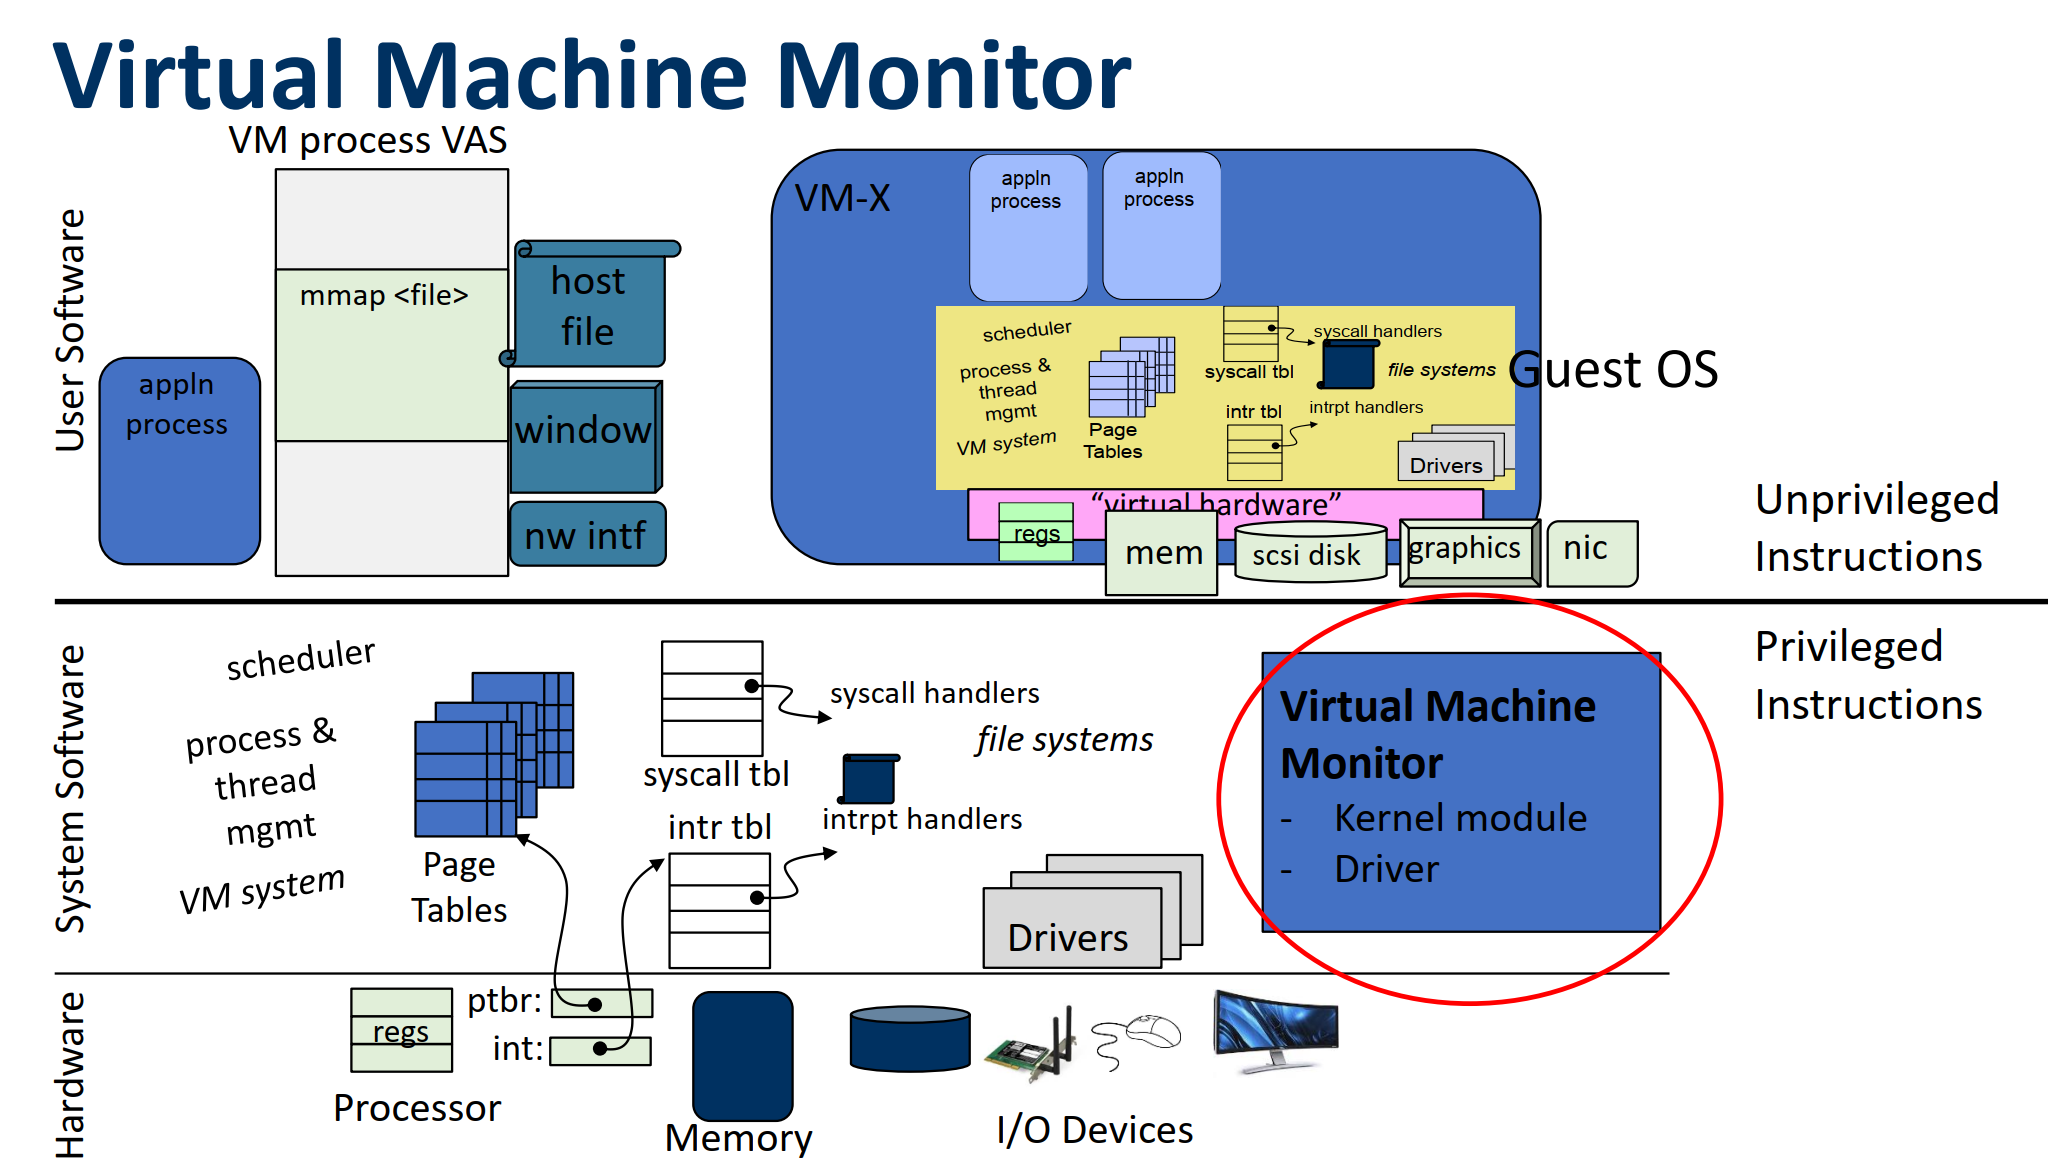 Virtual Machine Monitor
VM process VAS
User Software
mmap <file>
host
file
window
nw intf
appln
process
VM-X
appln
process
appln
process
scheduler
process &
thread
mgmt
VM system
Page
Tables
syscall tbl
syscall handlers
file systems
intr tbl
intrpt handlers
Drivers
Guest OS
"virtual hardware"
regs
mem
scsi disk
graphics
nic
Unprivileged
Instructions
System Software
scheduler
process &
thread
mgmt
VM system
Page
Tables
syscall tbl
syscall handlers
file systems
intr tbl
intrpt handlers
Drivers
Virtual Machine
Monitor
- Kernel module
- Driver
Privileged
Instructions
Hardware
regs
ptbr:
int:
Processor
Memory
I/O Devices